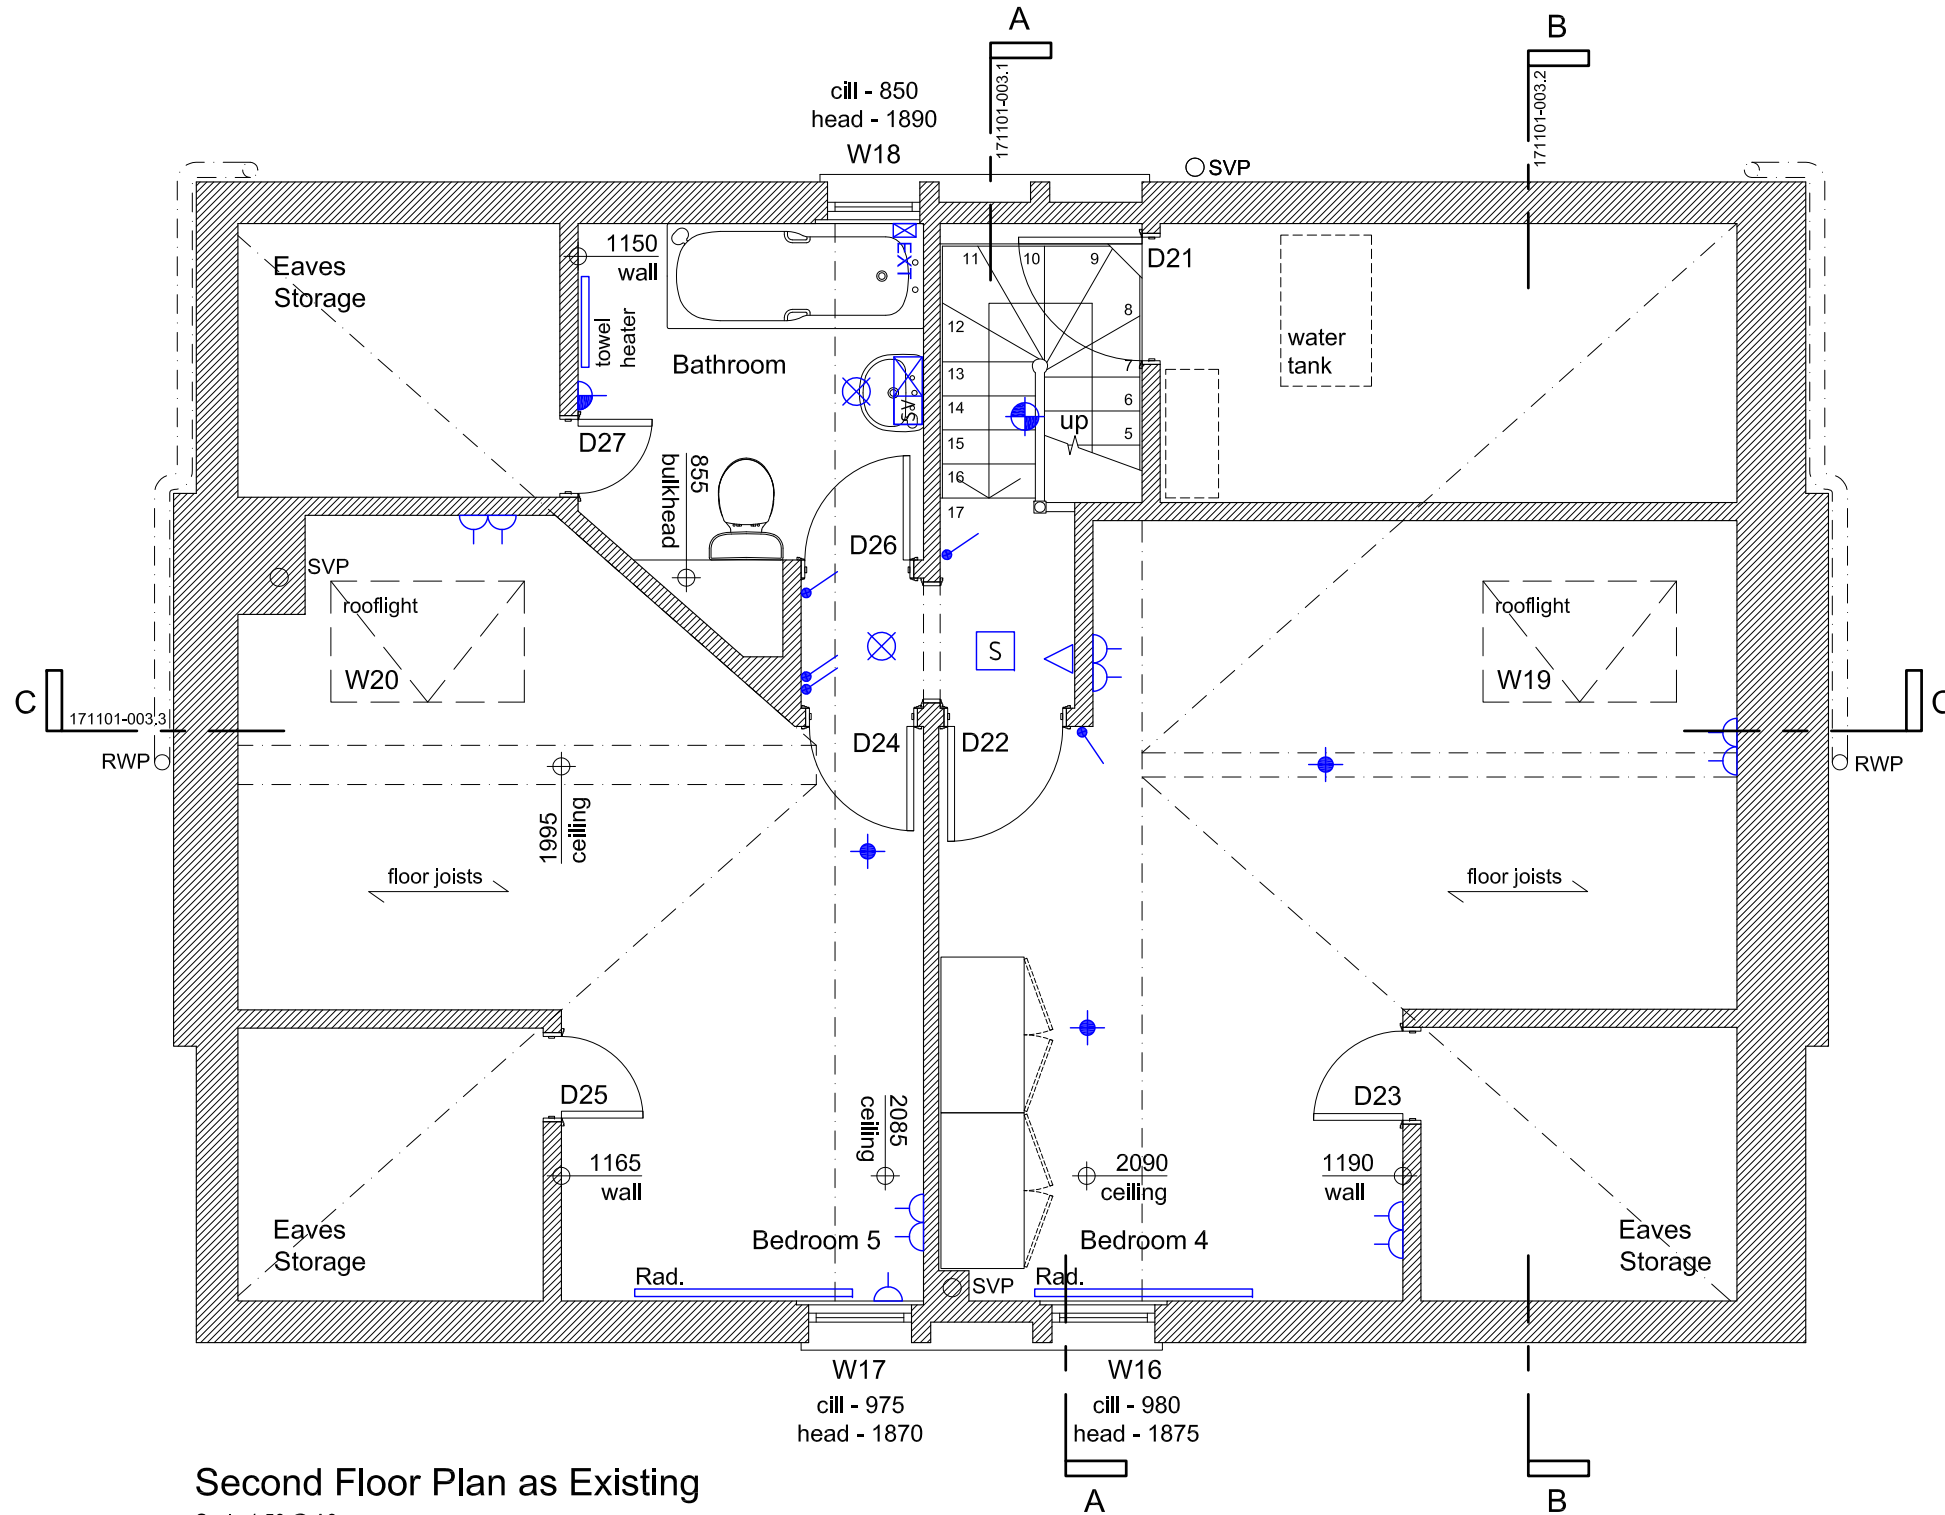 A
B
171101-003.1
171101-003.2
cill - 850
head - 1890
W18
SVP
Eaves
Storage
1150
wall
EXT
towel
heater
Bathroom
SV
D27
855
bulkhead
D26
11
10
9
8
12
7
13
6
14
5
15
16
17
up
D21
water
tank
SVP
rooflight
W20
S
rooflight
W19
C
171101-003.3
RWP
C
RWP
D24
D22
1995
ceiling
floor joists
floor joists
D25
D23
2085
ceiling
1165
wall
2090
ceiling
1190
wall
Eaves
Storage
Bedroom 5
Bedroom 4
Eaves
Storage
Rad.
SVP
Rad.
W17
cill - 975
head - 1870
W16
cill - 980
head - 1875
A
B
Second Floor Plan as Existing